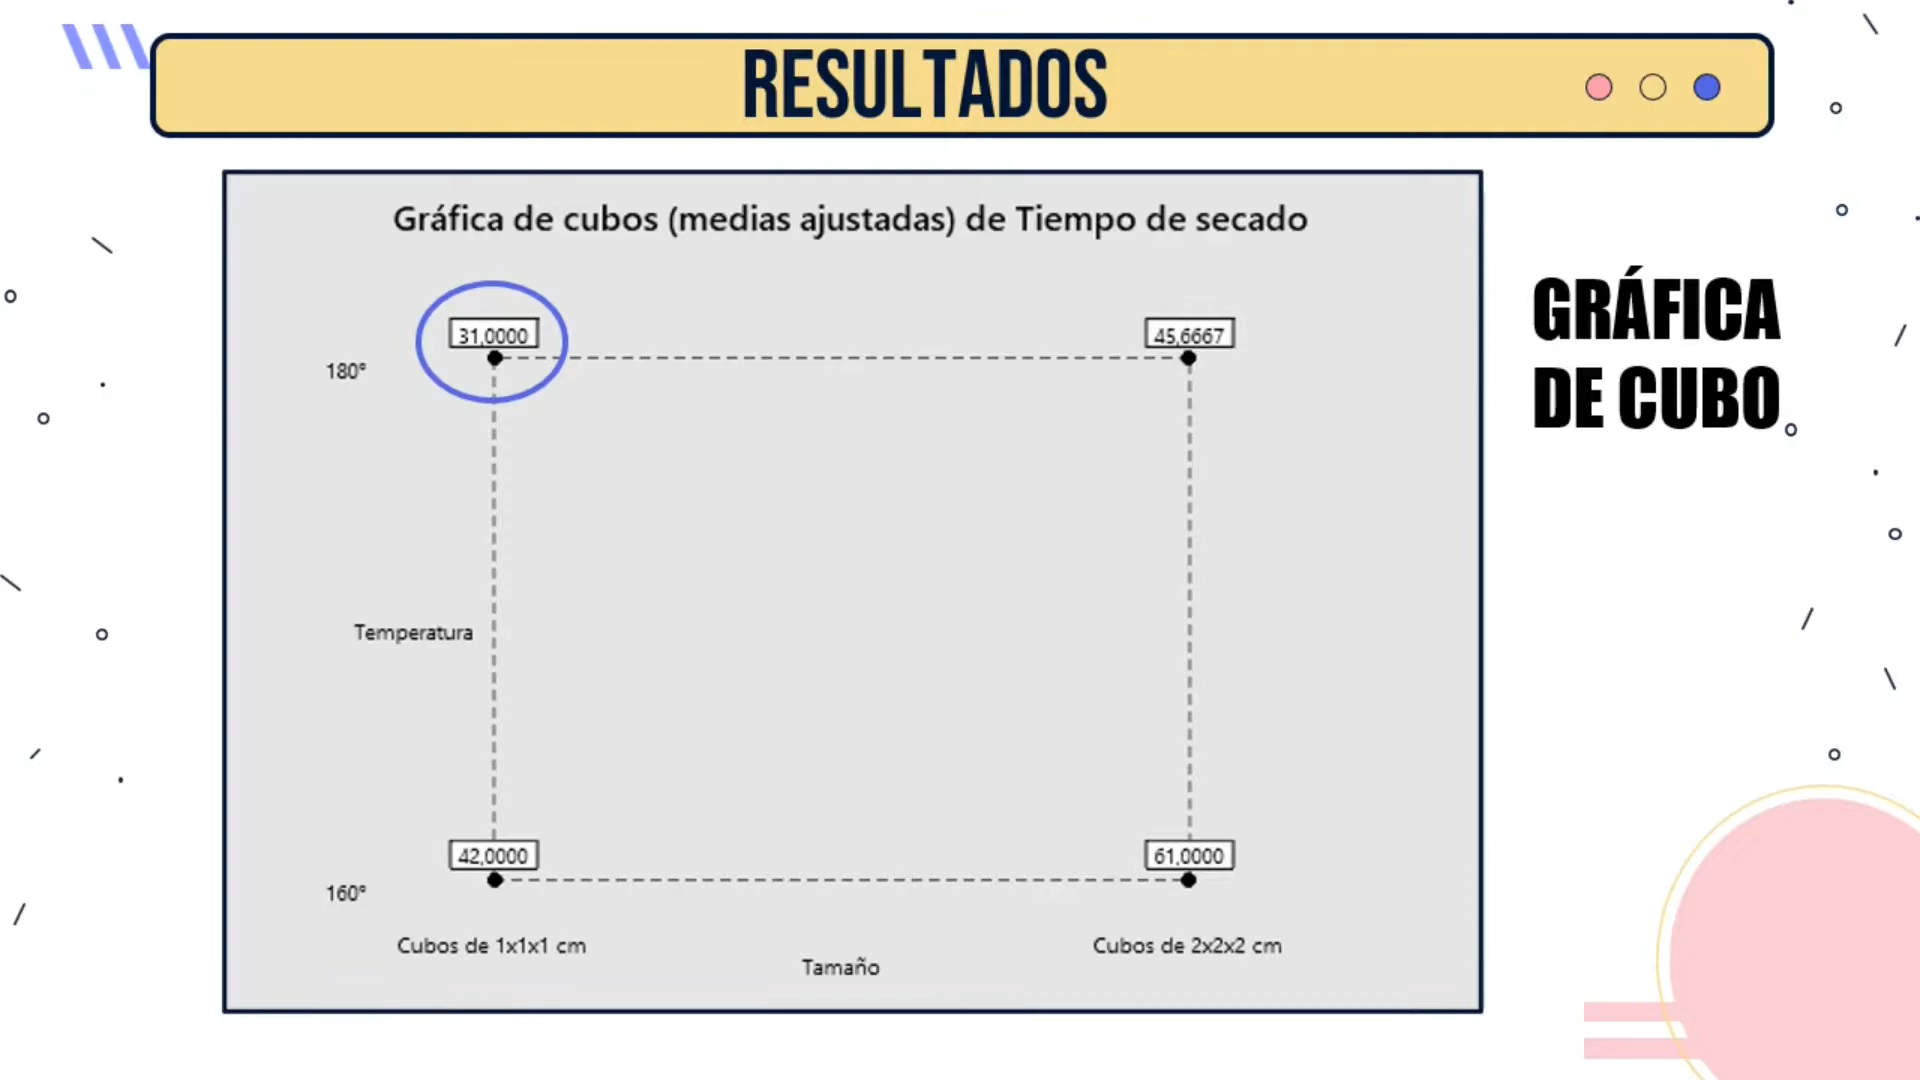 RESULTADOS
Gráfica de cubos (medias ajustadas) de Tiempo de secado
31,0000
45,6667
180°
Temperatura
42,0000
61,0000
160°
Cubos de 1x1x1 cm
Cubos de 2x2x2 cm
Tamaño
GRÁFICA
DE CUBO